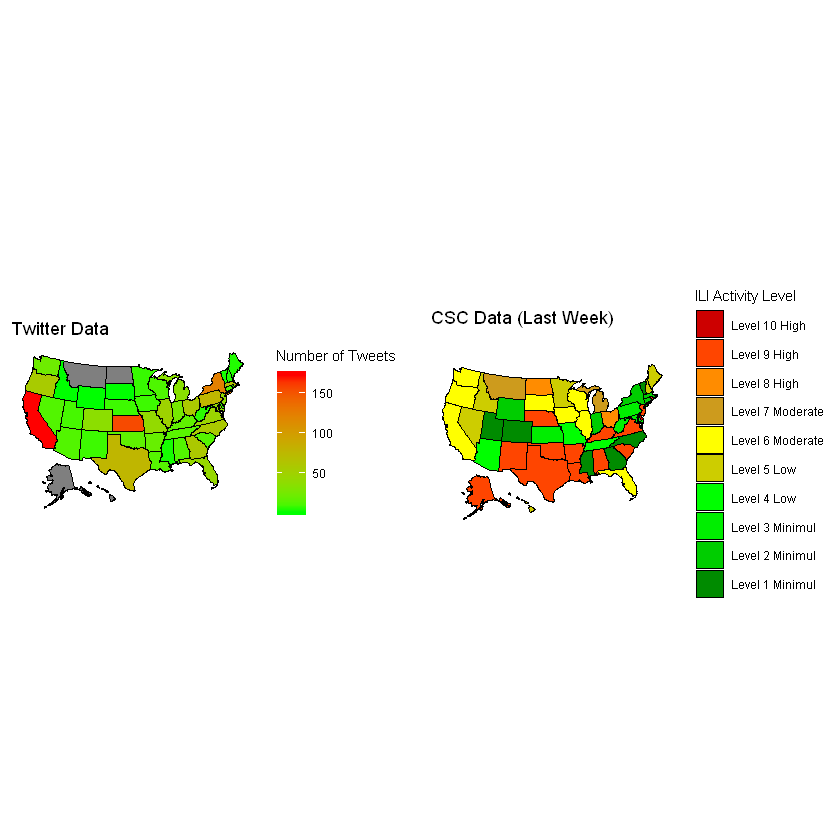 Twitter Data
Number of Tweets
150
100
50
CSC Data (Last Week)
ILI Activity Level
Level 10 High
Level 9 High
Level 8 High
Level 7 Moderate
Level 6 Moderate
Level 5 Low
Level 4 Low
Level 3 Minimul
Level 2 Minimul
Level 1 Minimul